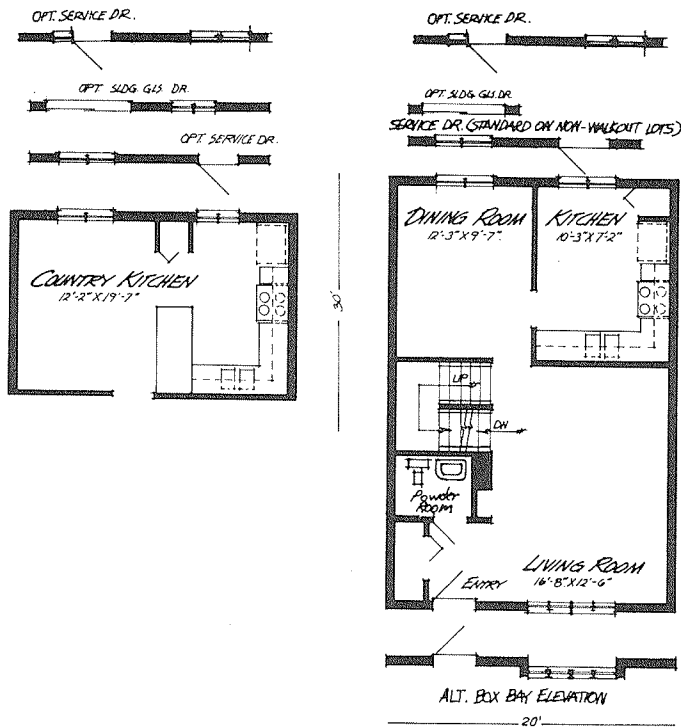 OPT. SERVICE DR.
OPT. SLDG. GLS. DR.
OPT. SERVICE DR.
COUNTRY KITCHEN
12'-2" X 19'-7"
30'
OPT. SERVICE DR.
OPT. SLDG. GLS. DR.
SERVICE DR. (STANDARD ON NON-WALKOUT LOTS)
DINING ROOM
12'-3" X 9'-7"
KITCHEN
10'-3" X 7'-2"
UP
DN
Powder
Room
LIVING ROOM
16'-8" X 12'-6"
ENTRY
ALT. BOX BAY ELEVATION
20'